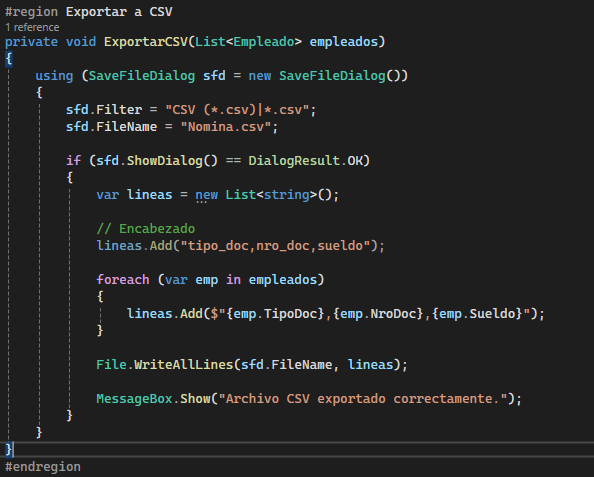 #region Exportar a CSV
1 reference
private void ExportarCSV(List<Empleado> empleados)
{
    using (SaveFileDialog sfd = new SaveFileDialog())
    {
        sfd.Filter = "CSV (*.csv)|*.csv";
        sfd.FileName = "Nomina.csv";

        if (sfd.ShowDialog() == DialogResult.OK)
        {
            var lineas = new List<string>();

            // Encabezado
            lineas.Add("tipo_doc,nro_doc,sueldo");

            foreach (var emp in empleados)
            {
                lineas.Add($"{emp.TipoDoc},{emp.NroDoc},{emp.Sueldo}");
            }

            File.WriteAllLines(sfd.FileName, lineas);

            MessageBox.Show("Archivo CSV exportado correctamente.");
        }
    }
}
#endregion